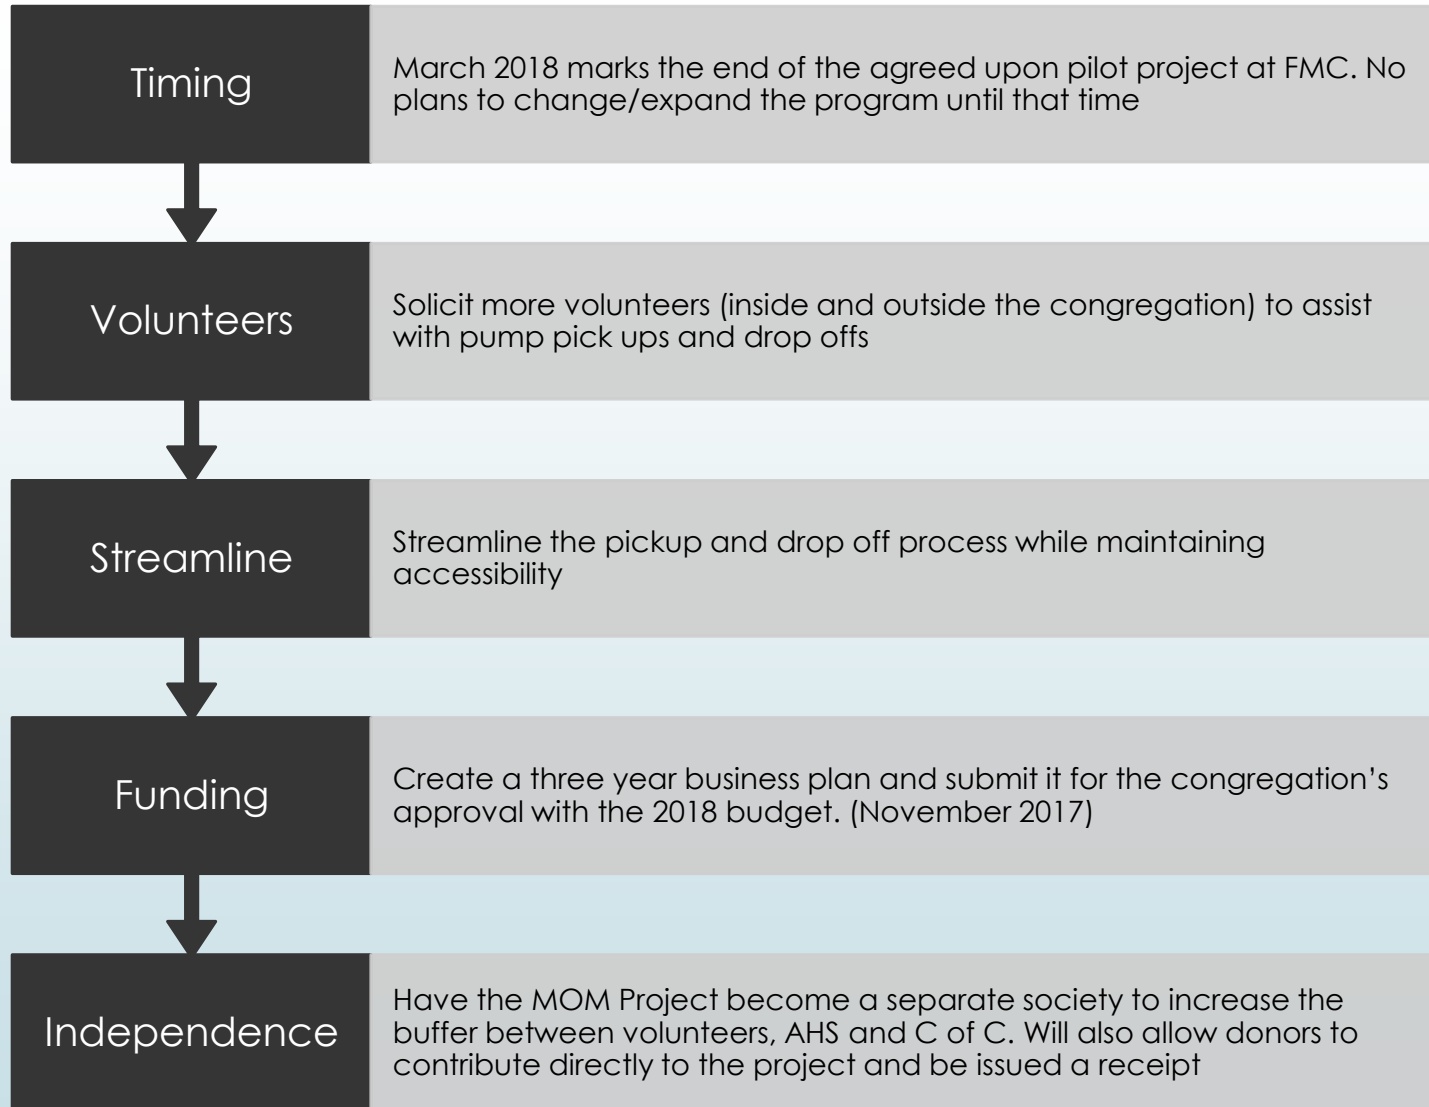 Timing
March 2018 marks the end of the agreed upon pilot project at FMC. No
plans to change/expand the program until that time
Volunteers
Solicit more volunteers (inside and outside the congregation) to assist
with pump pick ups and drop offs
Streamline
Streamline the pickup and drop off process while maintaining
accessibility
Funding
Create a three year business plan and submit it for the congregation’s
approval with the 2018 budget. (November 2017)
Independence
Have the MOM Project become a separate society to increase the
buffer between volunteers, AHS and C of C. Will also allow donors to
contribute directly to the project and be issued a receipt